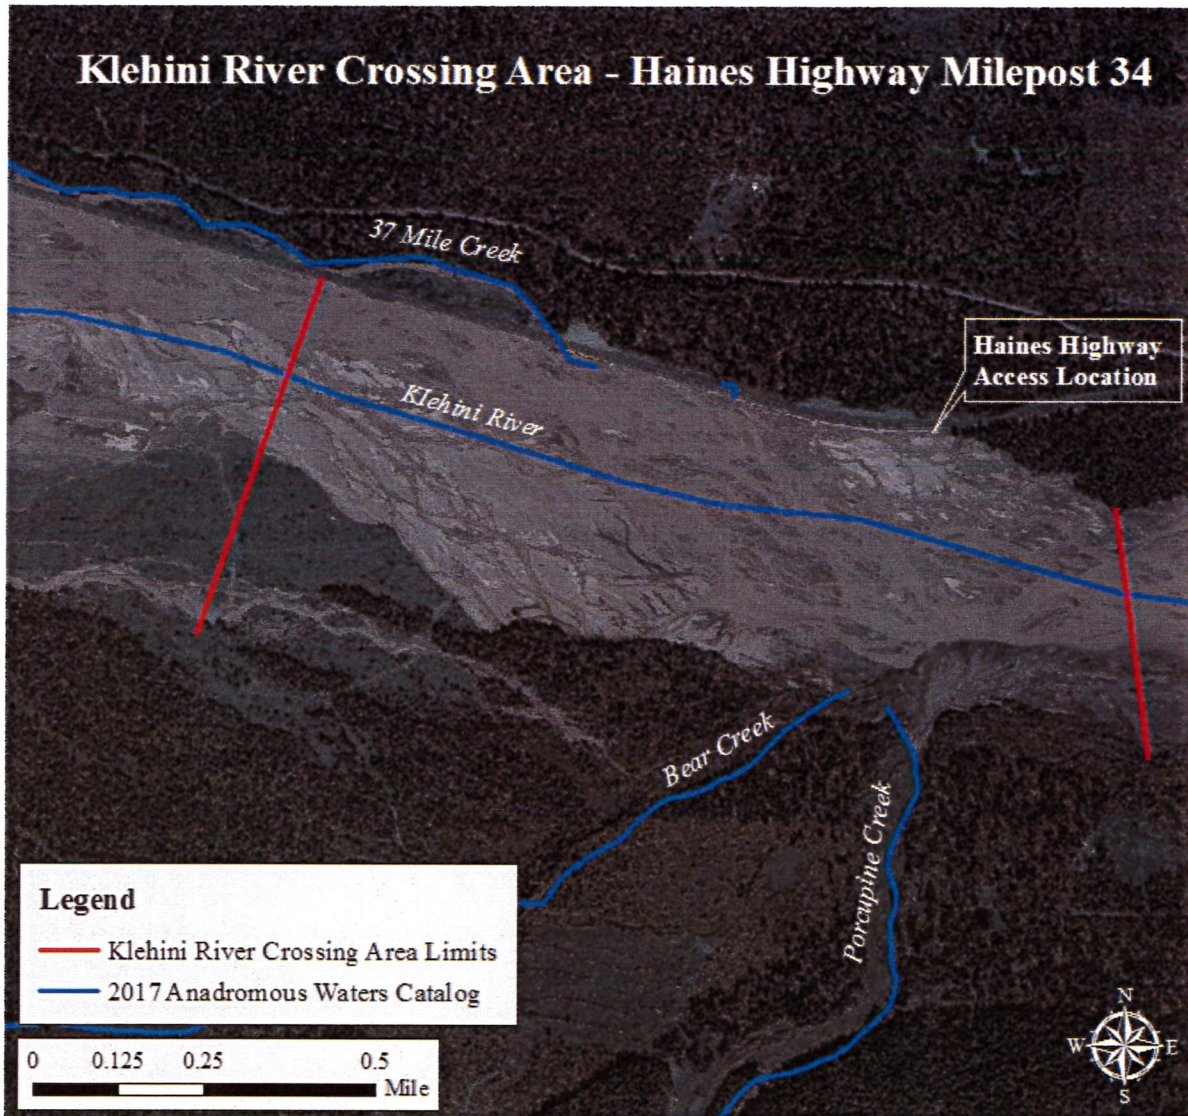 Klehini River Crossing Area - Haines Highway Milepost 34
37 Mile Creek
Haines Highway
Access Location
Klehini River
Bear Creek
Porcupine Creek
Legend
Klehini River Crossing Area Limits
2017 Anadromous Waters Catalog
0 0.125 0.25 0.5
Mile
N
W E
S